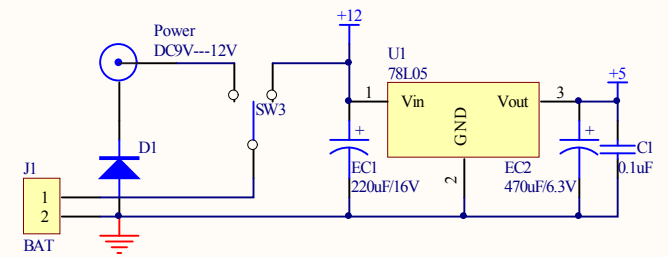 +12
Power
DC9V---12V
U1
78L05
+5
1
Vin
Vout
3
SW3
GND
+
+
D1
C1
0.1uF
J1
EC1
220uF/16V
2
EC2
470uF/6.3V
1
2
BAT